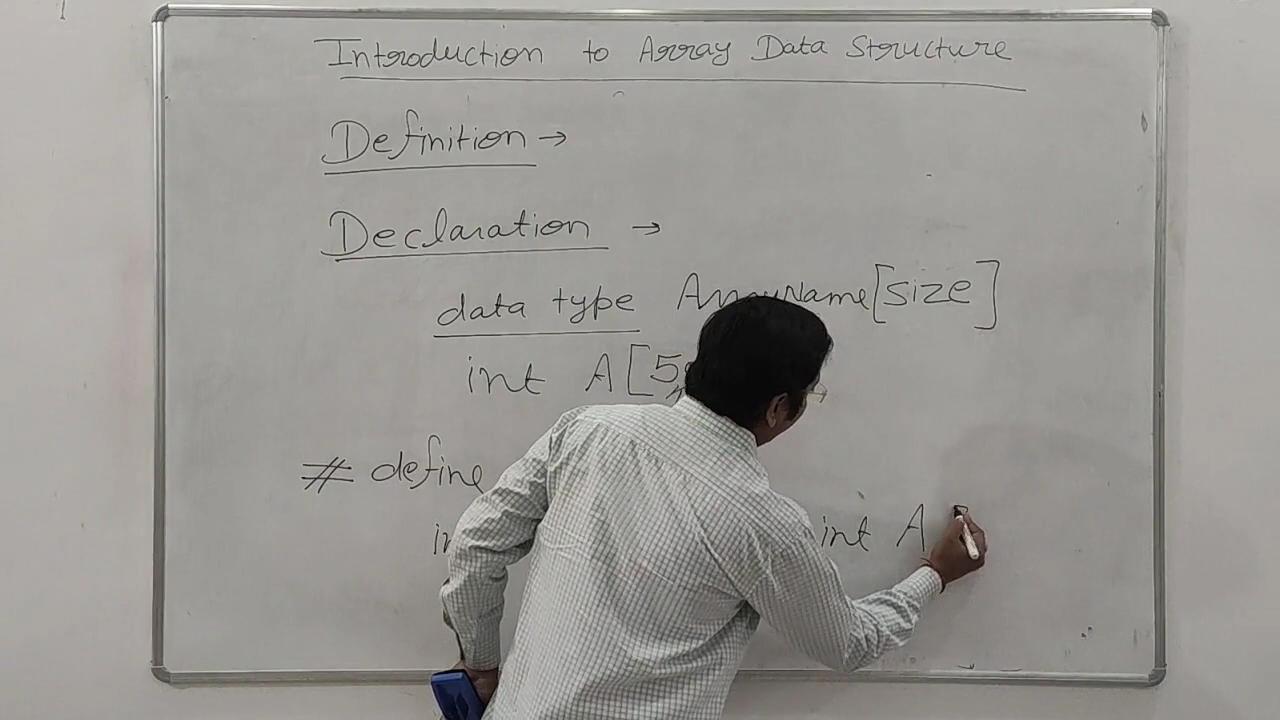 Introduction to Array Data Structure
Definition →
Declaration →
data type ArrayName[size]
int A[5
# define
int A